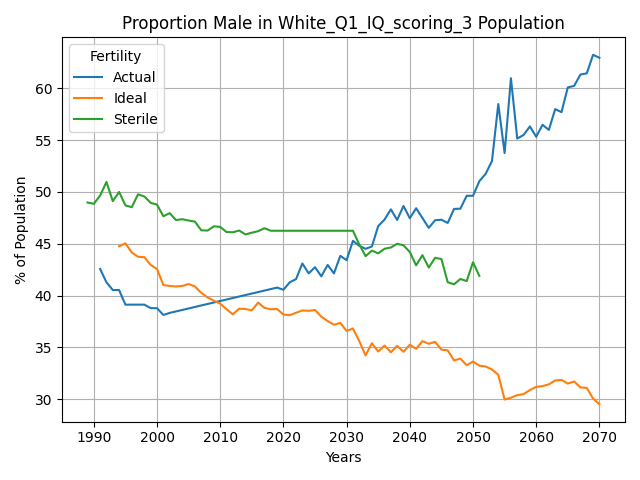 Proportion Male in White_Q1_IQ_scoring_3 Population
Fertility
Actual
Ideal
Sterile
% of Population
60
55
50
45
40
35
30
1990 2000 2010 2020 2030 2040 2050 2060 2070
Years